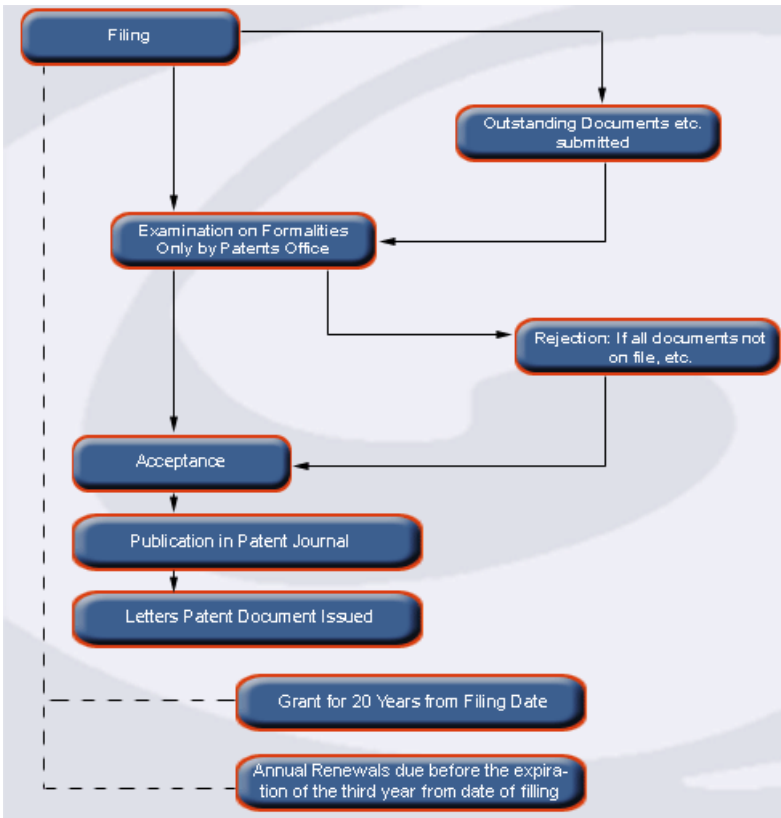 Filing
Outstanding Documents etc.
submitted
Examination on Formalities
Only by Patents Office
Rejection: If all documents not
on file, etc.
Acceptance
Publication in Patent Journal
Letters Patent Document Issued
Grant for 20 Years from Filing Date
Annual Renewals due before the expira-
tion of the third year from date of filling